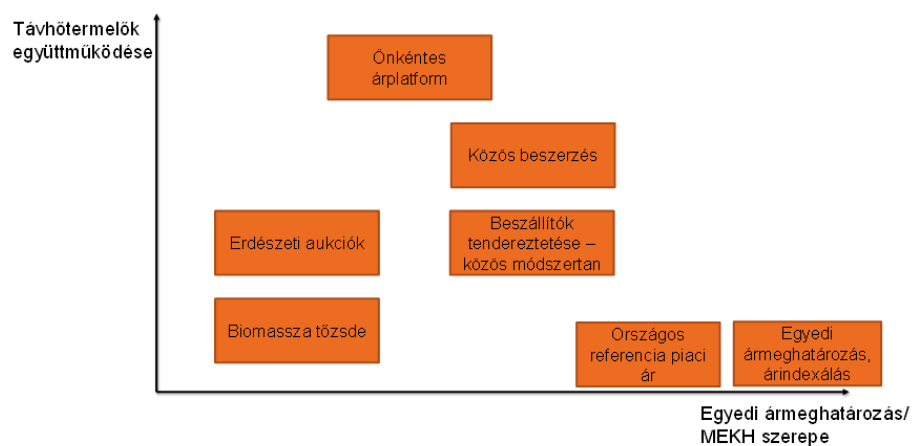 Távhőtermelők
együttműködése
Önkéntes
árplatform
Közös beszerzés
Erdészeti aukciók
Beszállítók
tendereztetése –
közös módszertan
Biomassza tőzsde
Országos
referencia piaci
ár
Egyedi
ármeghatározás,
árindexálás
Egyedi ármeghatározás/
MEKH szerepe